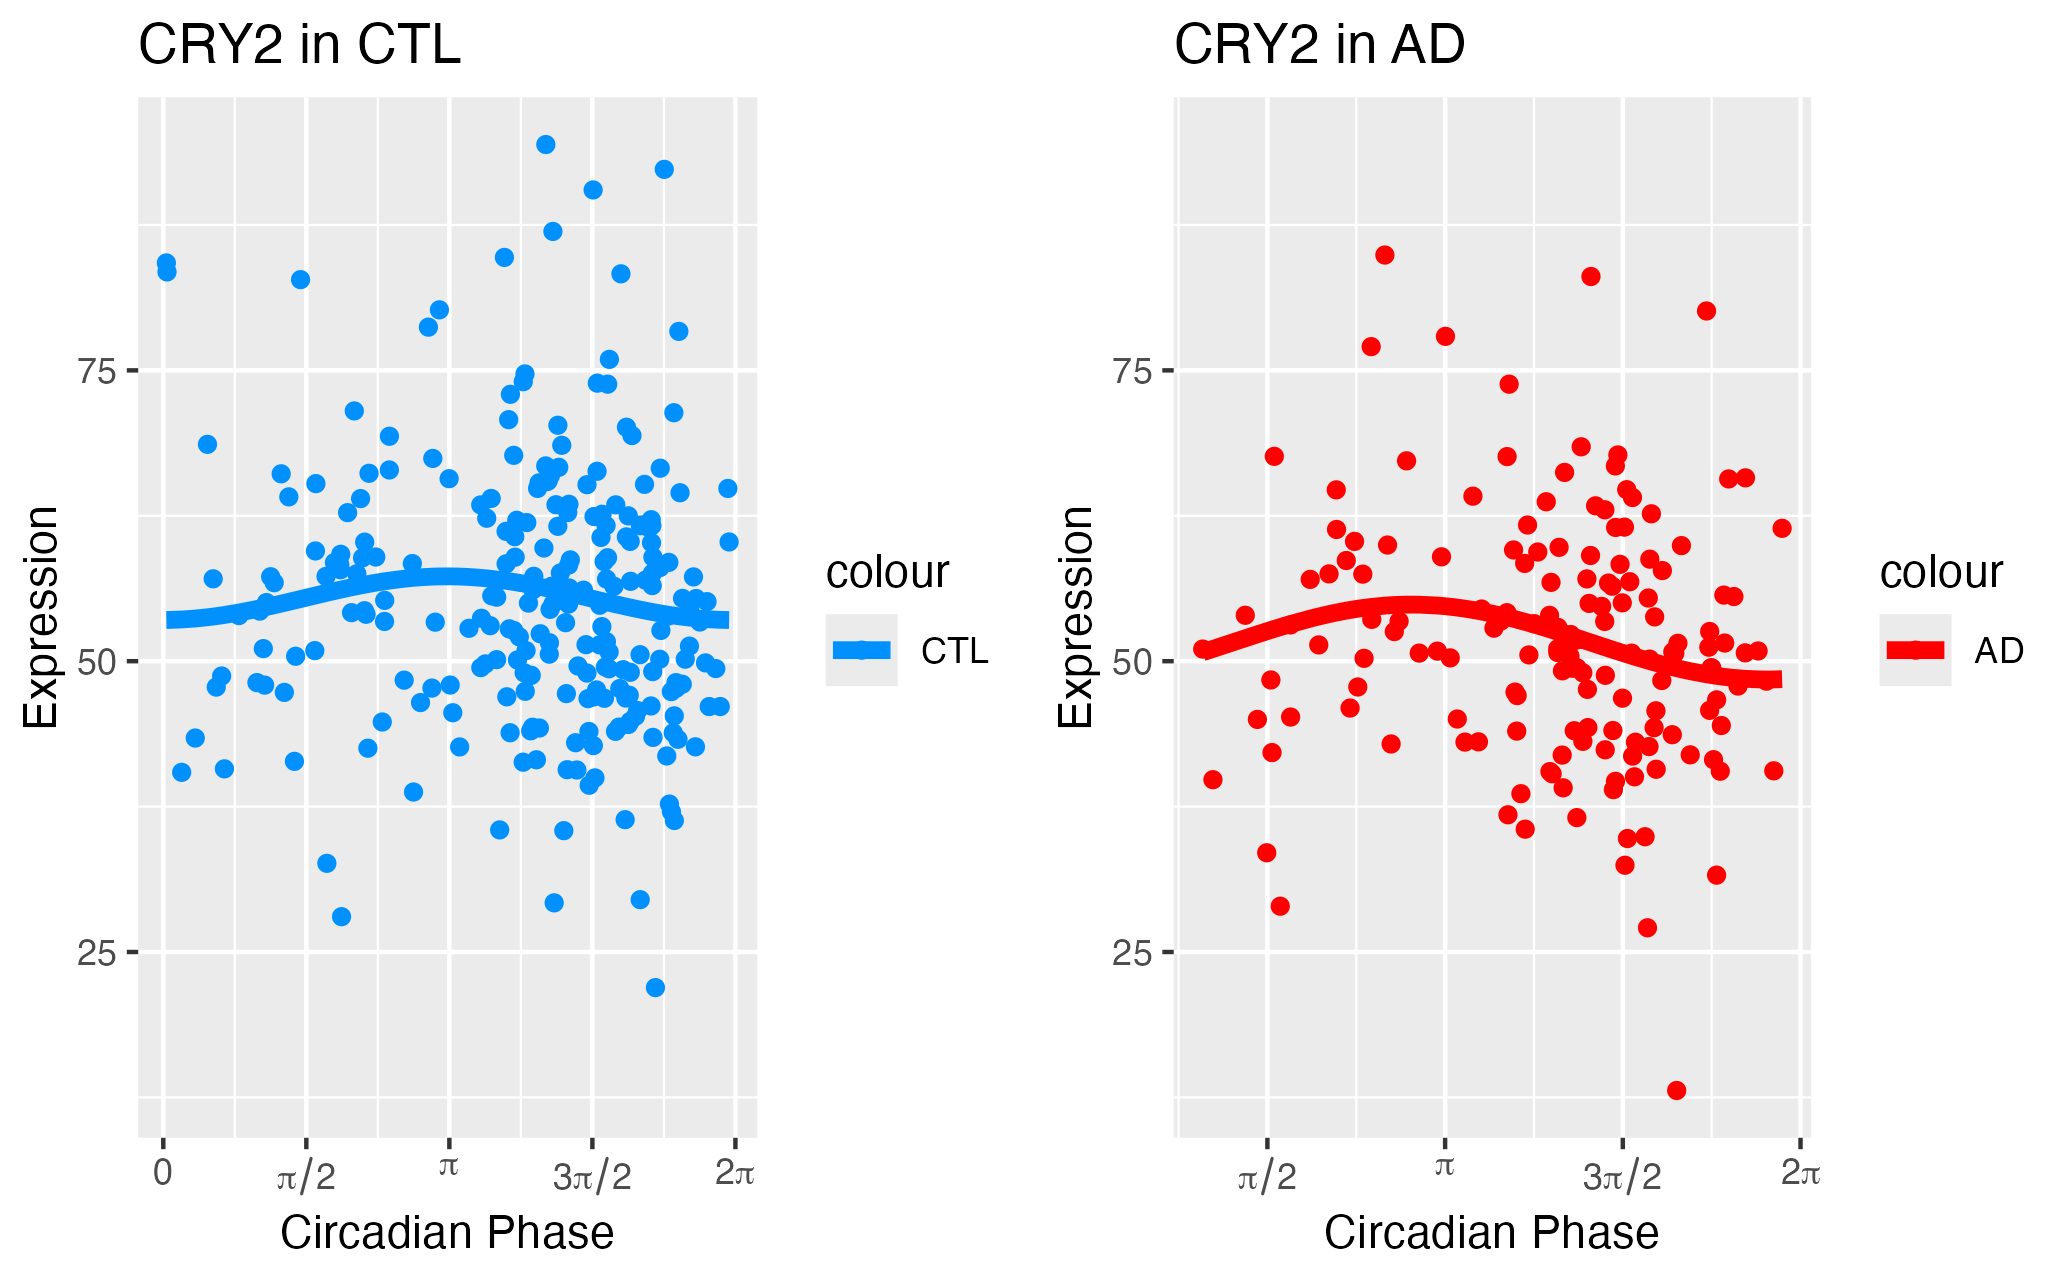 CRY2 in CTL
Expression
75
50
25
0 π/2 π 3π/2 2π
Circadian Phase
colour
CTL
CRY2 in AD
Expression
75
50
25
π/2 π 3π/2 2π
Circadian Phase
colour
AD